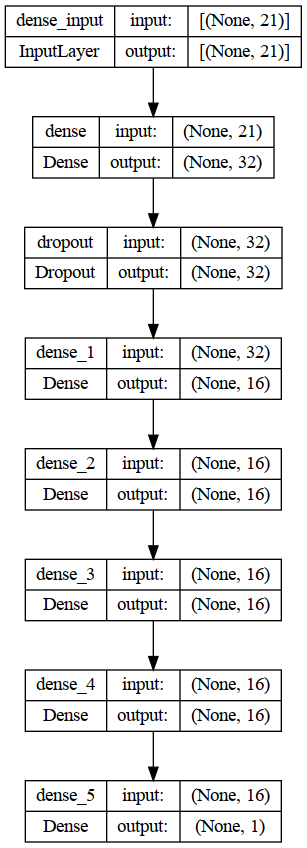 dense_input input: [(None, 21)]
InputLayer output: [(None, 21)]
dense input: (None, 21)
Dense output: (None, 32)
dropout input: (None, 32)
Dropout output: (None, 32)
dense_1 input: (None, 32)
Dense output: (None, 16)
dense_2 input: (None, 16)
Dense output: (None, 16)
dense_3 input: (None, 16)
Dense output: (None, 16)
dense_4 input: (None, 16)
Dense output: (None, 16)
dense_5 input: (None, 16)
Dense output: (None, 1)